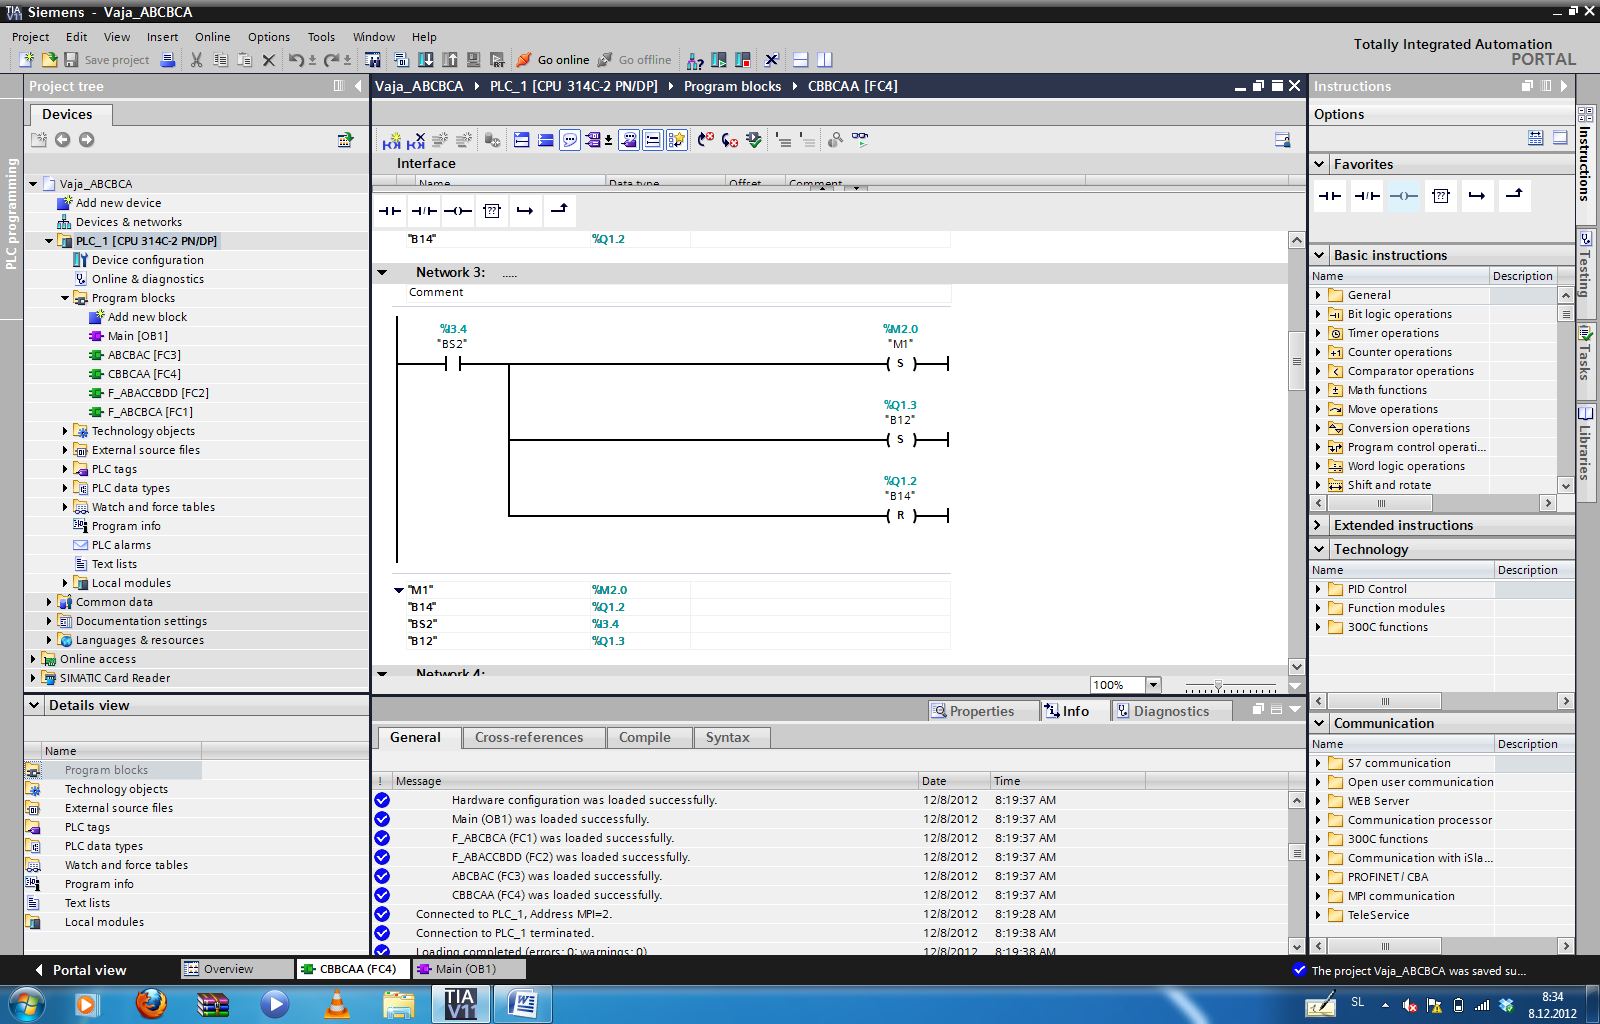 TIA V11 Siemens - Vaja_ABCBCA
Project Edit View Insert Online Options Tools Window Help
Save project Go online Go offline
Totally Integrated Automation
PORTAL
Project tree
Devices
PLC programming
Vaja_ABCBCA
Add new device
Devices & networks
PLC_1 [CPU 314C-2 PN/DP]
Device configuration
Online & diagnostics
Program blocks
Add new block
Main [OB1]
ABCBAC [FC3]
CBBCAA [FC4]
F_ABACCBDD [FC2]
F_ABCBCA [FC1]
Technology objects
External source files
PLC tags
PLC data types
Watch and force tables
Program info
PLC alarms
Text lists
Local modules
Common data
Documentation settings
Languages & resources
Online access
SIMATIC Card Reader
Details view
Name
Program blocks
Technology objects
External source files
PLC tags
PLC data types
Watch and force tables
Program info
Text lists
Local modules
Vaja_ABCBCA PLC_1 [CPU 314C-2 PN/DP] Program blocks CBBCAA [FC4]
Interface
Name Data type Offset Comment
"B14" %Q1.2
Network 3: .....
Comment
%I3.4 %M2.0
"BS2" "M1"
S
%Q1.3
"B12"
S
%Q1.2
"B14"
R
"M1" %M2.0
"B14" %Q1.2
"BS2" %I3.4
"B12" %Q1.3
Network 4:
100%
Properties Info Diagnostics
General Cross-references Compile Syntax
! Message Date Time
Hardware configuration was loaded successfully. 12/8/2012 8:19:37 AM
Main (OB1) was loaded successfully. 12/8/2012 8:19:37 AM
F_ABCBCA (FC1) was loaded successfully. 12/8/2012 8:19:37 AM
F_ABACCBDD (FC2) was loaded successfully. 12/8/2012 8:19:37 AM
ABCBAC (FC3) was loaded successfully. 12/8/2012 8:19:37 AM
CBBCAA (FC4) was loaded successfully. 12/8/2012 8:19:37 AM
Connected to PLC_1, Address MPI=2. 12/8/2012 8:19:28 AM
Connection to PLC_1 terminated. 12/8/2012 8:19:38 AM
Loading completed (errors: 0; warnings: 0) 12/8/2012 8:19:38 AM
Instructions
Options
Favorites
Basic instructions
Name Description
General
Bit logic operations
Timer operations
Counter operations
Comparator operations
Math functions
Move operations
Conversion operations
Program control operati...
Word logic operations
Shift and rotate
Extended instructions
Technology
Name Description
PID Control
Function modules
300C functions
Communication
Name Description
S7 communication
Open user communication
WEB Server
Communication processor
300C functions
Communication with iSla...
PROFINET / CBA
MPI communication
TeleService
Instructions
Testing
Tasks
Libraries
Portal view Overview CBBCAA (FC4) Main (OB1) The project Vaja_ABCBCA was saved su...
TIA V11
SL
8:34
8.12.2012